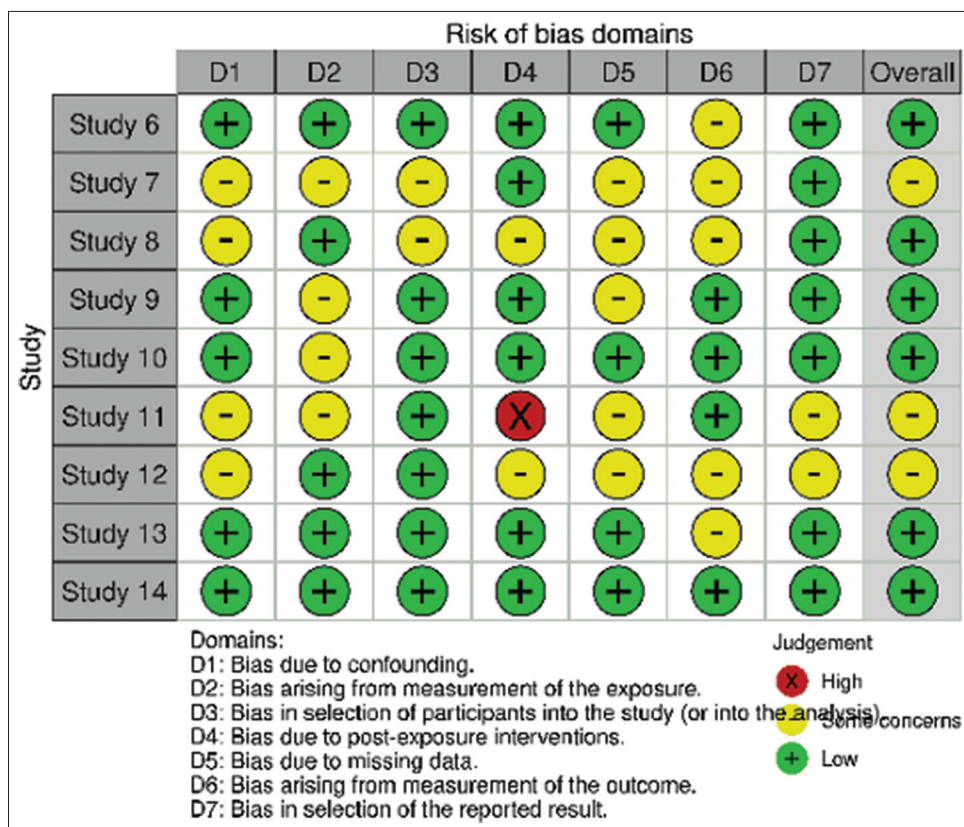 Risk of bias domains
D1 D2 D3 D4 D5 D6 D7 Overall
Study
Study 6 + + + + + - + +
Study 7 - - - + - - + -
Study 8 - + - - - - + +
Study 9 + - + + - + + +
Study 10 + - + + + + + +
Study 11 - - + X - + - -
Study 12 - + + - - - - -
Study 13 + + + + + - + +
Study 14 + + + + + + + +
Domains:
D1: Bias due to confounding.
D2: Bias arising from measurement of the exposure.
D3: Bias in selection of participants into the study (or into the analysis).
D4: Bias due to post-exposure interventions.
D5: Bias due to missing data.
D6: Bias arising from measurement of the outcome.
D7: Bias in selection of the reported result.
Judgement
X High
- Some concerns
+ Low